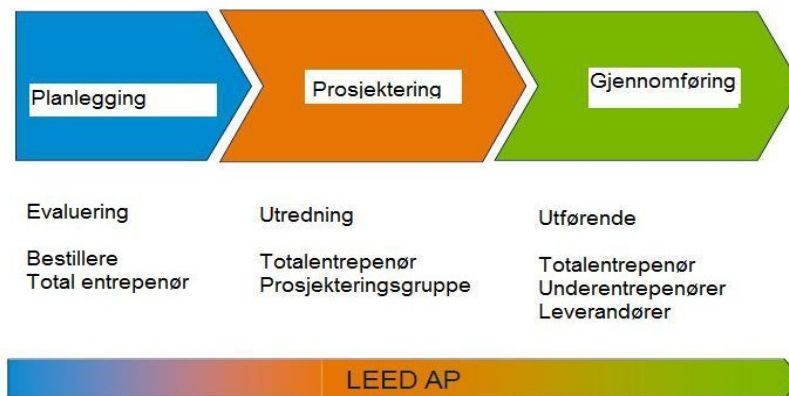 Planlegging
Prosjektering
Gjennomføring
Evaluering
Bestillere
Total entrepenør
Utredning
Totalentrepenør
Prosjekteringsgruppe
Utførende
Totalentrepenør
Underentrepenører
Leverandører
LEED AP